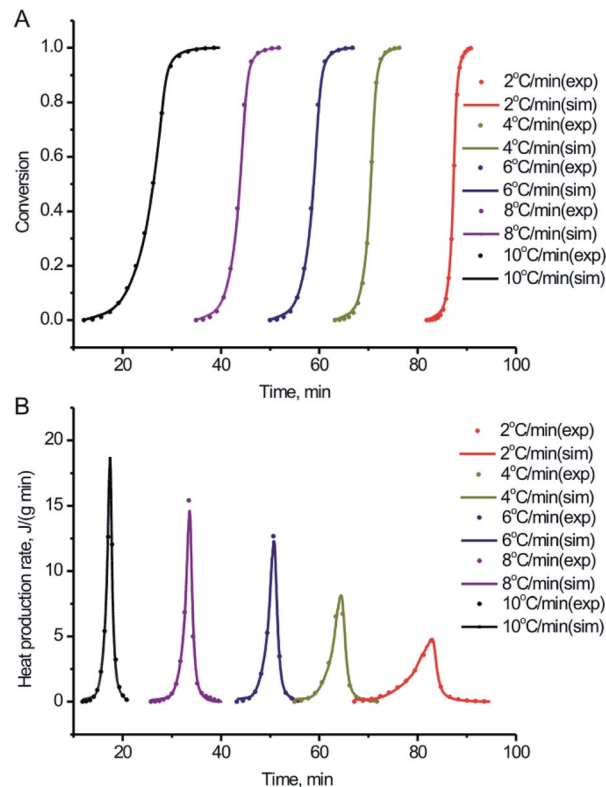 A
1.0
0.8
0.6
0.4
0.2
0.0
Conversion
20
40
60
80
100
Time, min
2°C/min(exp)
2°C/min(sim)
4°C/min(exp)
4°C/min(sim)
6°C/min(exp)
6°C/min(sim)
8°C/min(exp)
8°C/min(sim)
10°C/min(exp)
10°C/min(sim)
B
20
15
10
5
0
Heat production rate, J/(g min)
20
40
60
80
100
Time, min
2°C/min(exp)
2°C/min(sim)
4°C/min(exp)
4°C/min(sim)
6°C/min(exp)
6°C/min(sim)
8°C/min(exp)
8°C/min(sim)
10°C/min(exp)
10°C/min(sim)